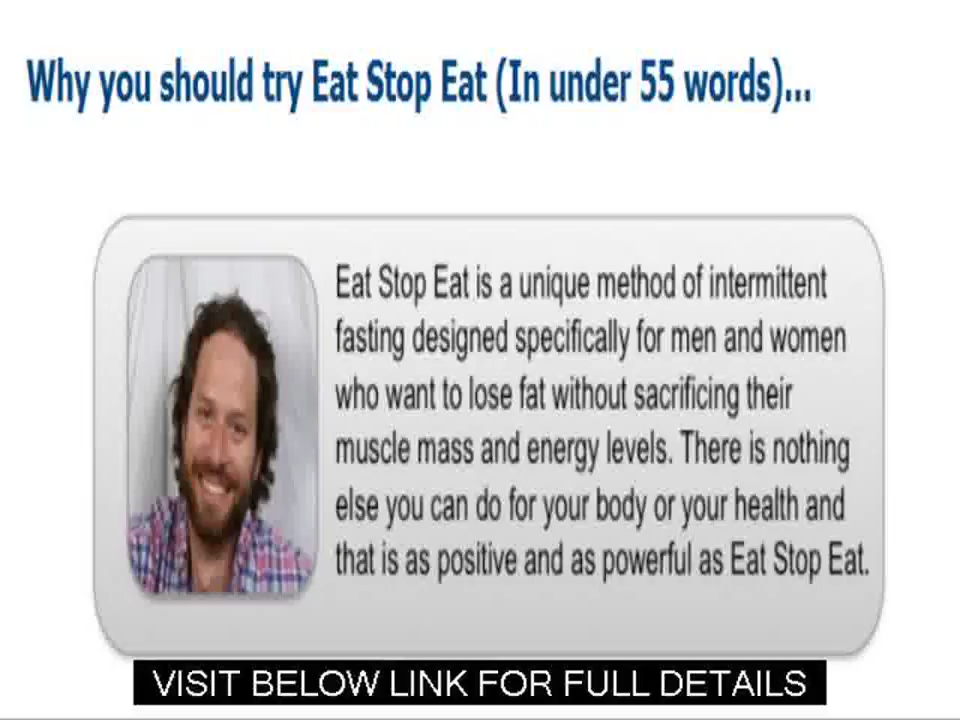 Why you should try Eat Stop Eat (In under 55 words)...
Eat Stop Eat is a unique method of intermittent
fasting designed specifically for men and women
who want to lose fat without sacrificing their
muscle mass and energy levels. There is nothing
else you can do for your body or your health and
that is as positive and as powerful as Eat Stop Eat.
VISIT BELOW LINK FOR FULL DETAILS